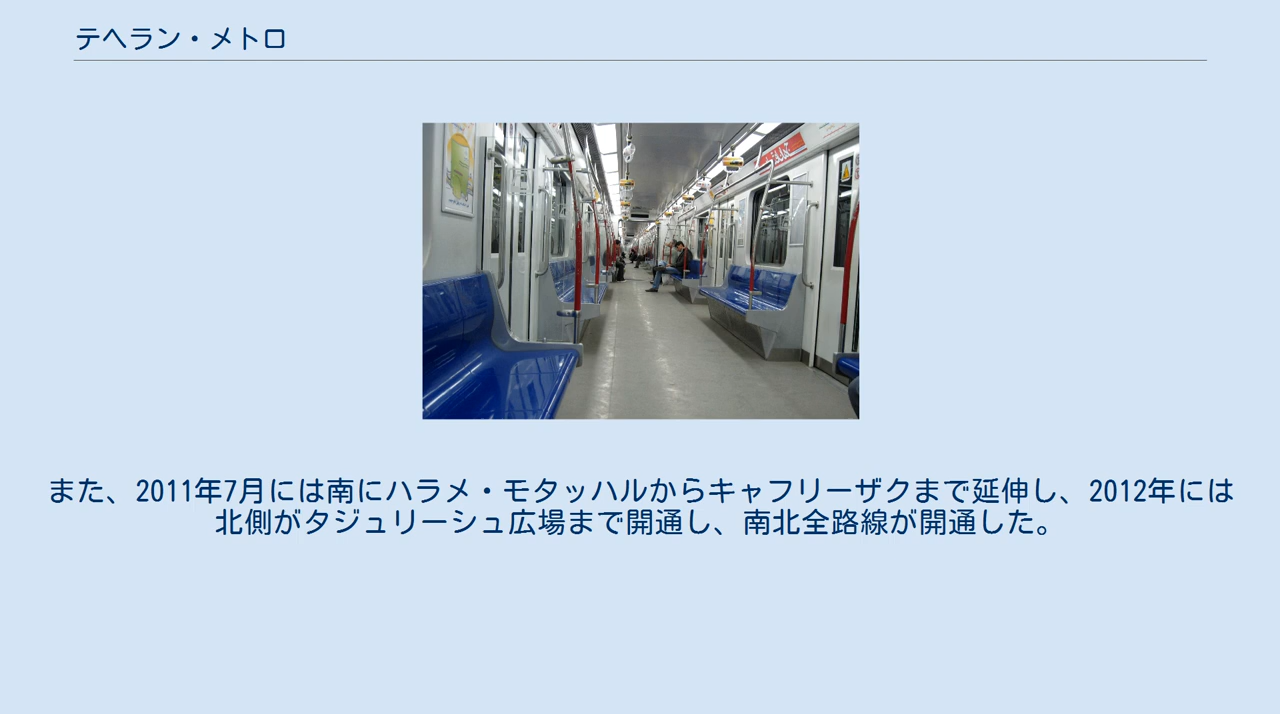 テヘラン・メトロ
また、2011年7月には南にハラメ・モタッハルからキャフリーザクまで延伸し、2012年には
北側がタジュリーシュ広場まで開通し、南北全路線が開通した。